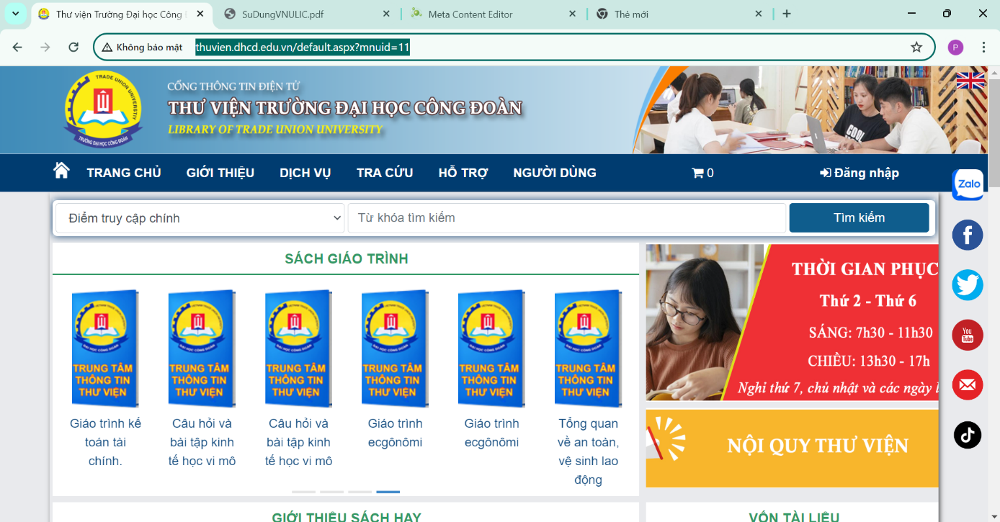 Thư viện Trường Đại học Công Đ
SuDungVNULIC.pdf
Meta Content Editor
Thẻ mới
Không bảo mật
thuvien.dhcd.edu.vn/default.aspx?mnuid=11
P
TRADE UNION UNIVERSITY
TRƯỜNG ĐẠI HỌC CÔNG ĐOÀN
CỔNG THÔNG TIN ĐIỆN TỬ
THƯ VIỆN TRƯỜNG ĐẠI HỌC CÔNG ĐOÀN
LIBRARY OF TRADE UNION UNIVERSITY
COOL
TRANG CHỦ
GIỚI THIỆU
DỊCH VỤ
TRA CỨU
HỖ TRỢ
NGƯỜI DÙNG
0
Đăng nhập
Zalo
Điểm truy cập chính
Từ khóa tìm kiếm
Tìm kiếm
SÁCH GIÁO TRÌNH
TRUNG TÂM
THÔNG TIN
THƯ VIỆN
TRUNG TÂM
THÔNG TIN
THƯ VIỆN
TRUNG TÂM
THÔNG TIN
THƯ VIỆN
TRUNG TÂM
THÔNG TIN
THƯ VIỆN
TRUNG TÂM
THÔNG TIN
THƯ VIỆN
TRUNG TÂM
THÔNG TIN
THƯ VIỆN
Giáo trình kế
toán tài
chính.
Câu hỏi và
bài tập kinh
tế học vi mô
Câu hỏi và
bài tập kinh
tế học vi mô
Giáo trình
ecgônômi
Giáo trình
ecgônômi
Tổng quan
về an toàn,
vệ sinh lao
động
THỜI GIAN PHỤC
Thứ 2 - Thứ 6
SÁNG: 7h30 - 11h30
CHIỀU: 13h30 - 17h
Nghỉ thứ 7, chủ nhật và các ngày l
NỘI QUY THƯ VIỆN
You
Tube
GIỚI THIỆU SÁCH HAY
VỐN TÀI LIỆU